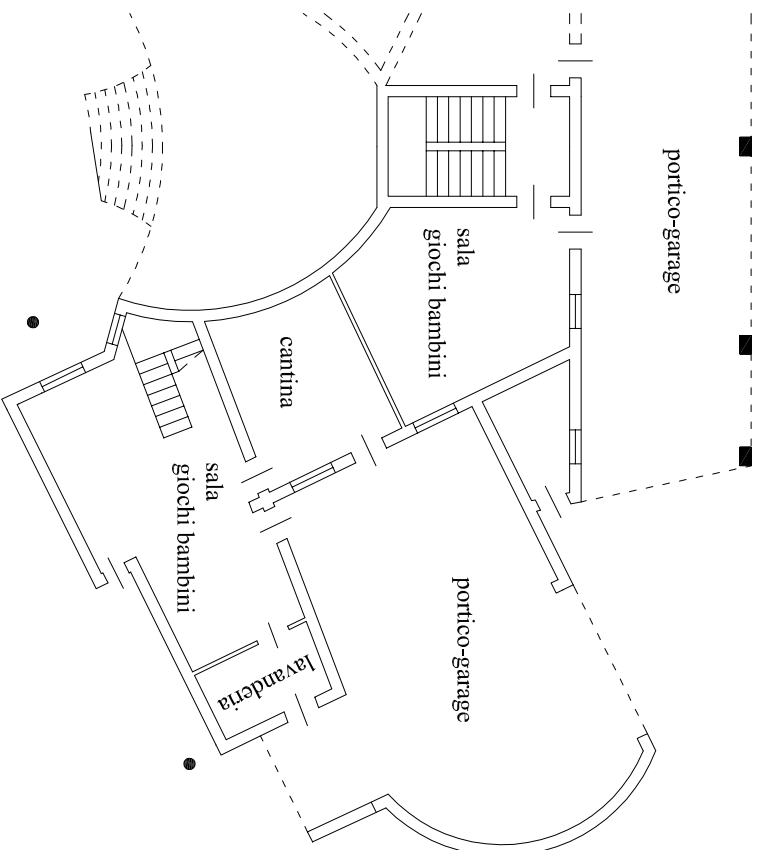 portico-garage
sala
giochi bambini
cantina
sala
giochi bambini
portico-garage
lavanderia